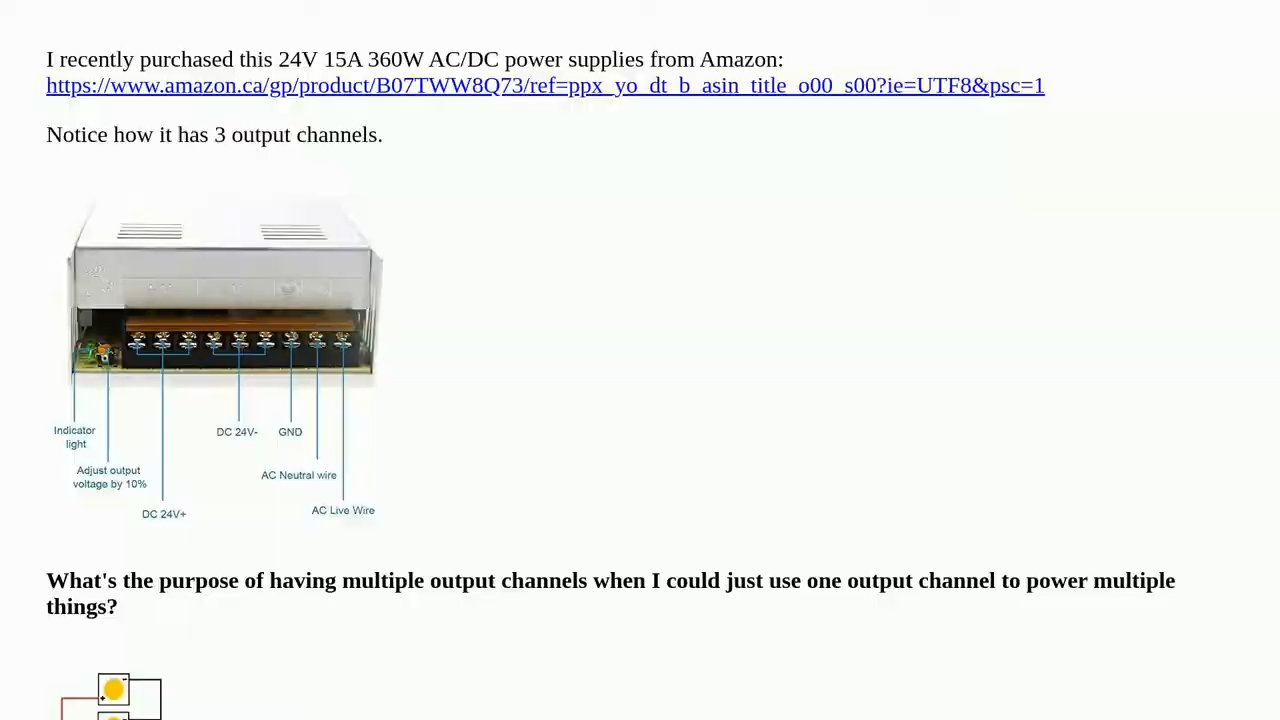 I recently purchased this 24V 15A 360W AC/DC power supplies from Amazon:
https://www.amazon.ca/gp/product/B07TWW8Q73/ref=ppx_yo_dt_b_asin_title_o00_s00?ie=UTF8&psc=1
Notice how it has 3 output channels.
Indicator
light
DC 24V-
GND
Adjust output
voltage by 10%
AC Neutral wire
DC 24V+
AC Live Wire
What's the purpose of having multiple output channels when I could just use one output channel to power multiple
things?